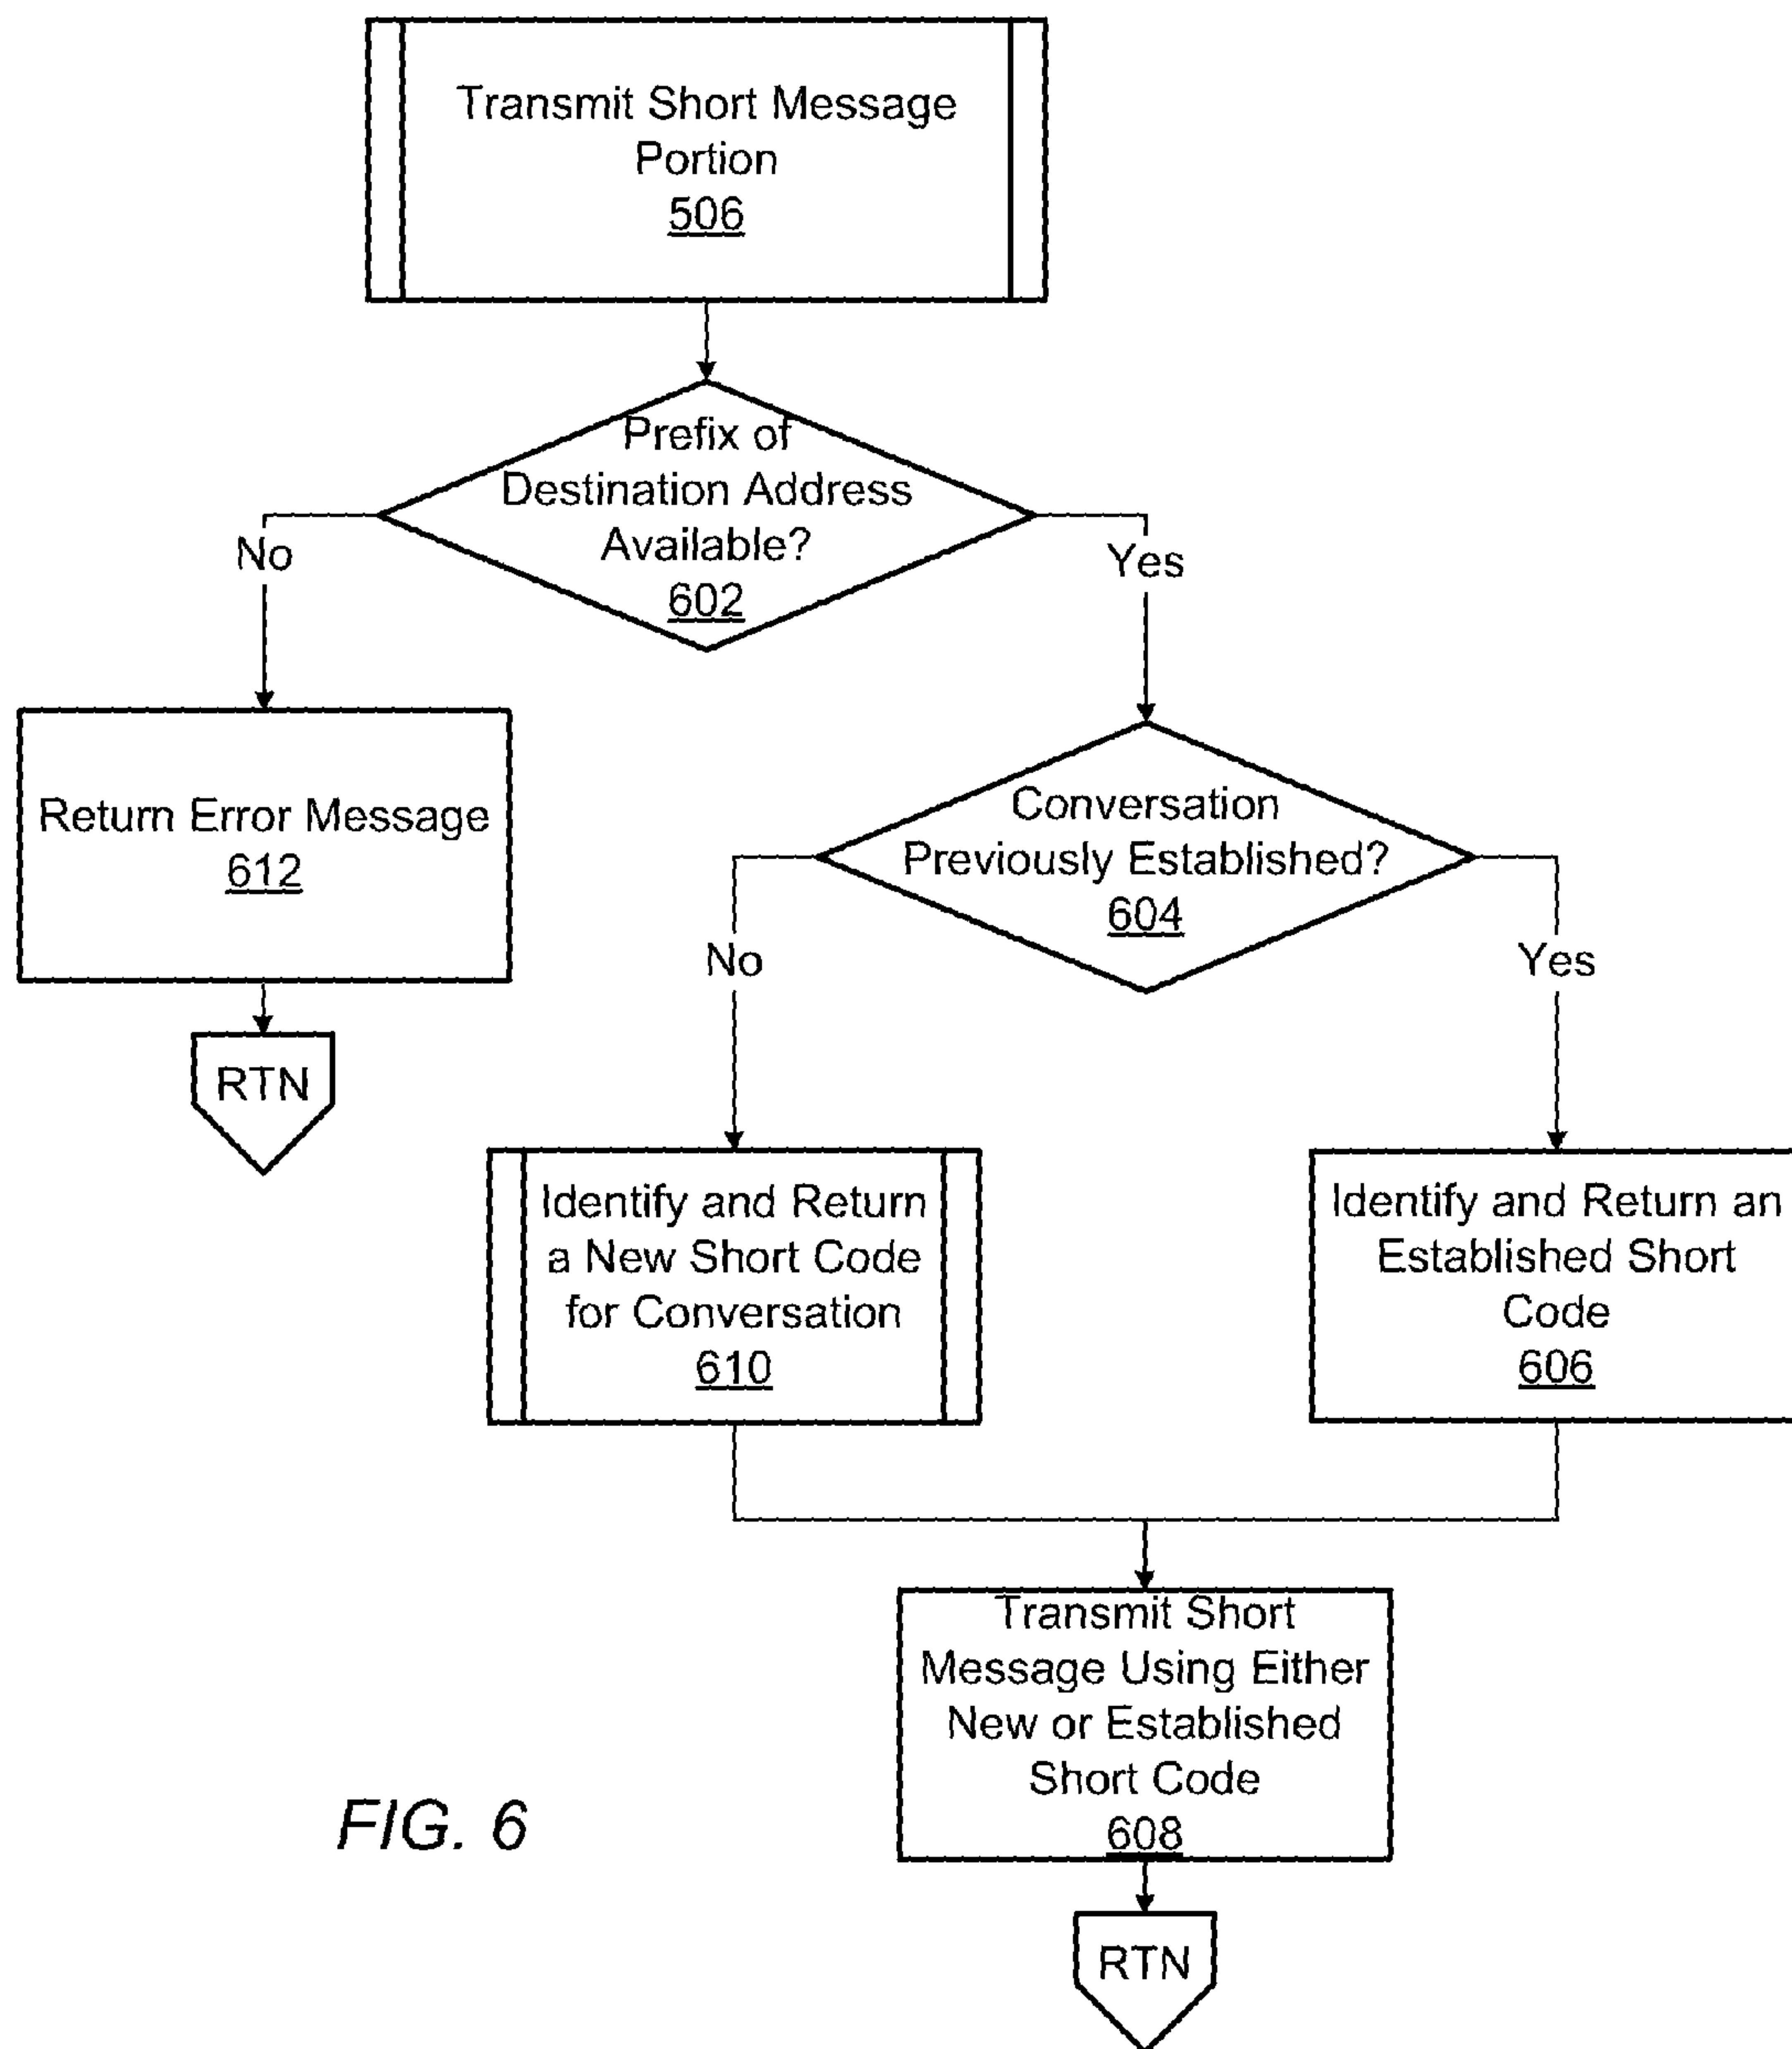 Transmit Short Message
Portion
506
Prefix of
Destination Address
Available?
602
No
Yes
Return Error Message
612
RTN
Conversation
Previously Established?
604
No
Yes
Identify and Return
a New Short Code
for Conversation
610
Identify and Return an
Established Short
Code
606
Transmit Short
Message Using Either
New or Established
Short Code
608
RTN
FIG. 6